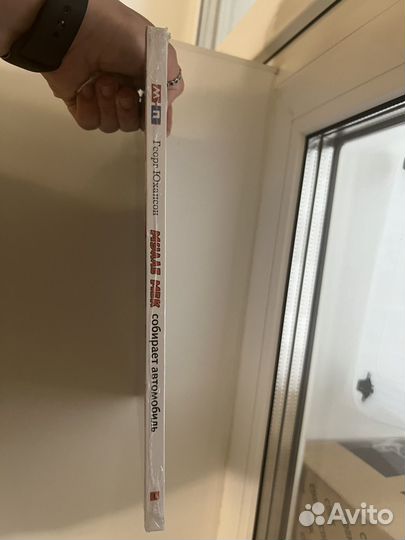 Георг Юхансон
МУЛЛЕ МЕК
собирает автомобиль
Avito